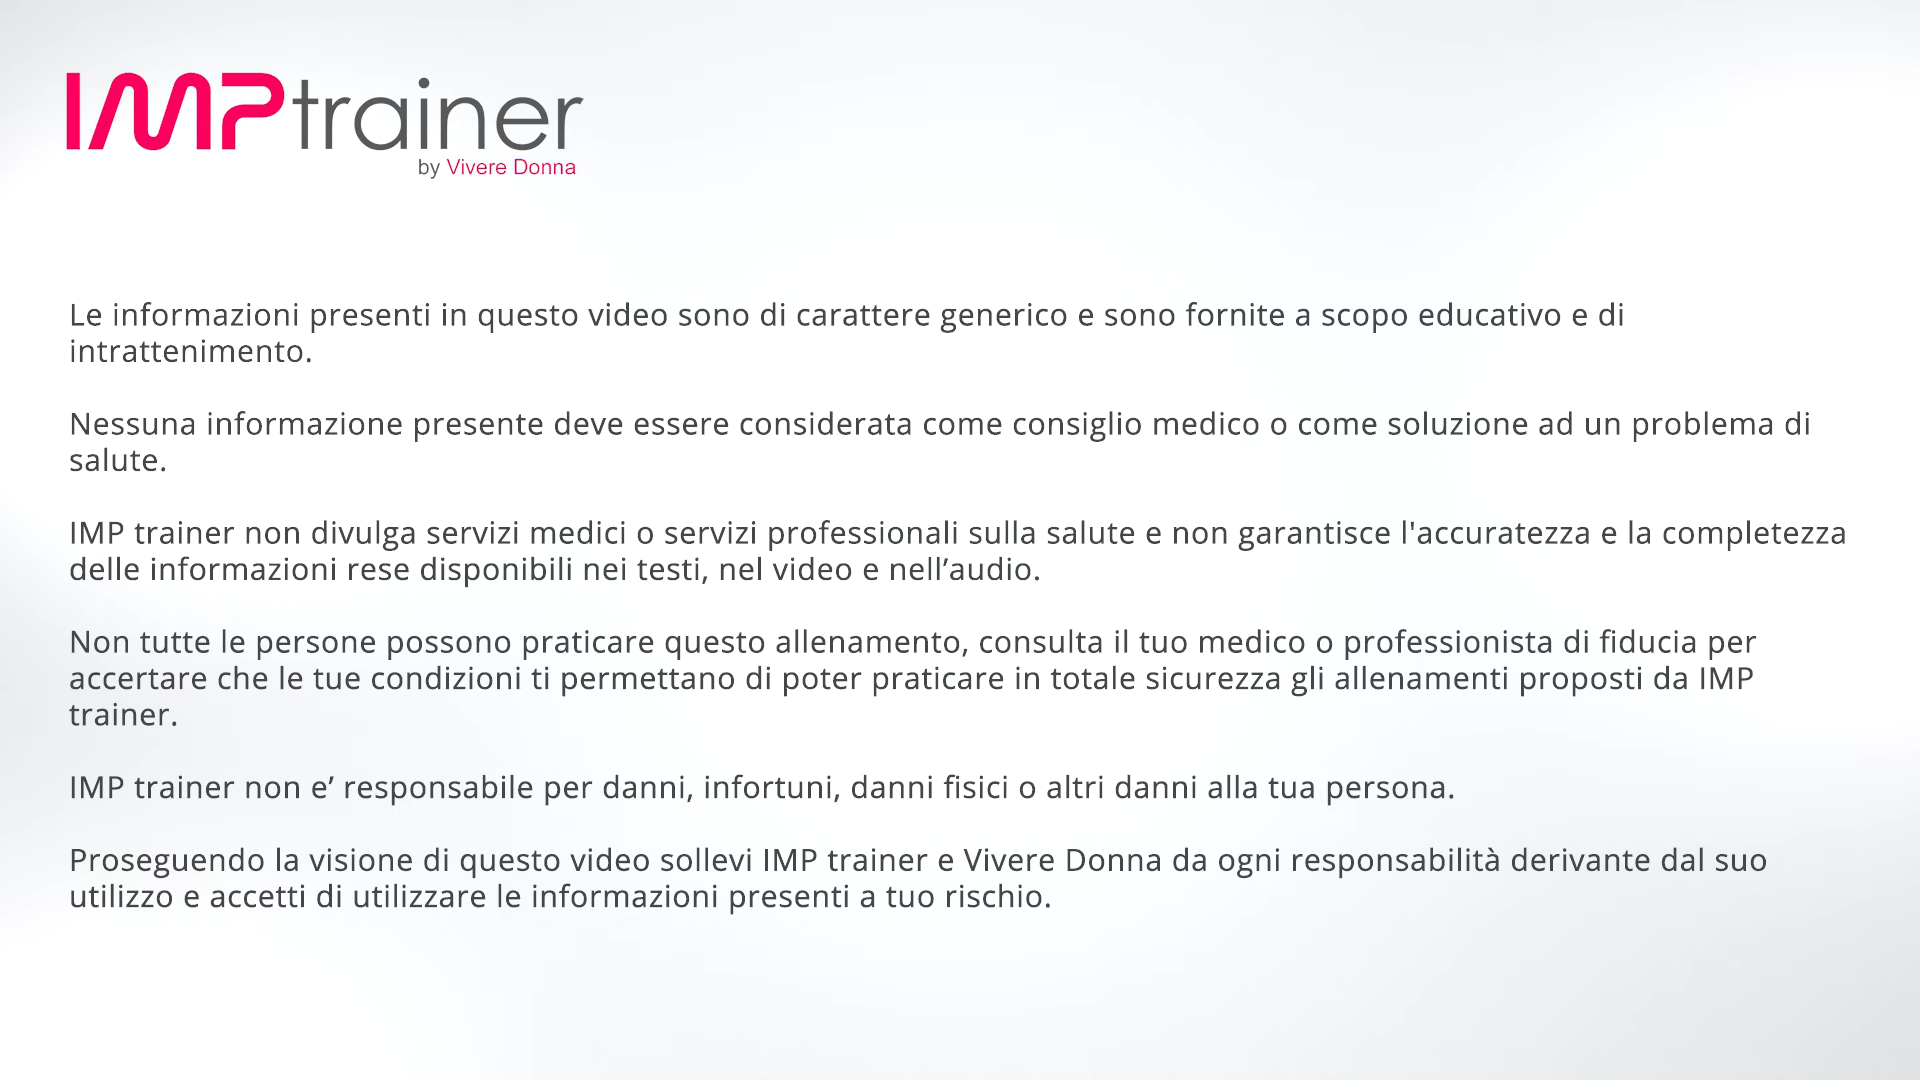 IMPtrainer
by Vivere Donna
Le informazioni presenti in questo video sono di carattere generico e sono fornite a scopo educativo e di
intrattenimento.
Nessuna informazione presente deve essere considerata come consiglio medico o come soluzione ad un problema di
salute.
IMP trainer non divulga servizi medici o servizi professionali sulla salute e non garantisce l'accuratezza e la completezza
delle informazioni rese disponibili nei testi, nel video e nell’audio.
Non tutte le persone possono praticare questo allenamento, consulta il tuo medico o professionista di fiducia per
accertare che le tue condizioni ti permettano di poter praticare in totale sicurezza gli allenamenti proposti da IMP
trainer.
IMP trainer non e’ responsabile per danni, infortuni, danni fisici o altri danni alla tua persona.
Proseguendo la visione di questo video sollevi IMP trainer e Vivere Donna da ogni responsabilità derivante dal suo
utilizzo e accetti di utilizzare le informazioni presenti a tuo rischio.